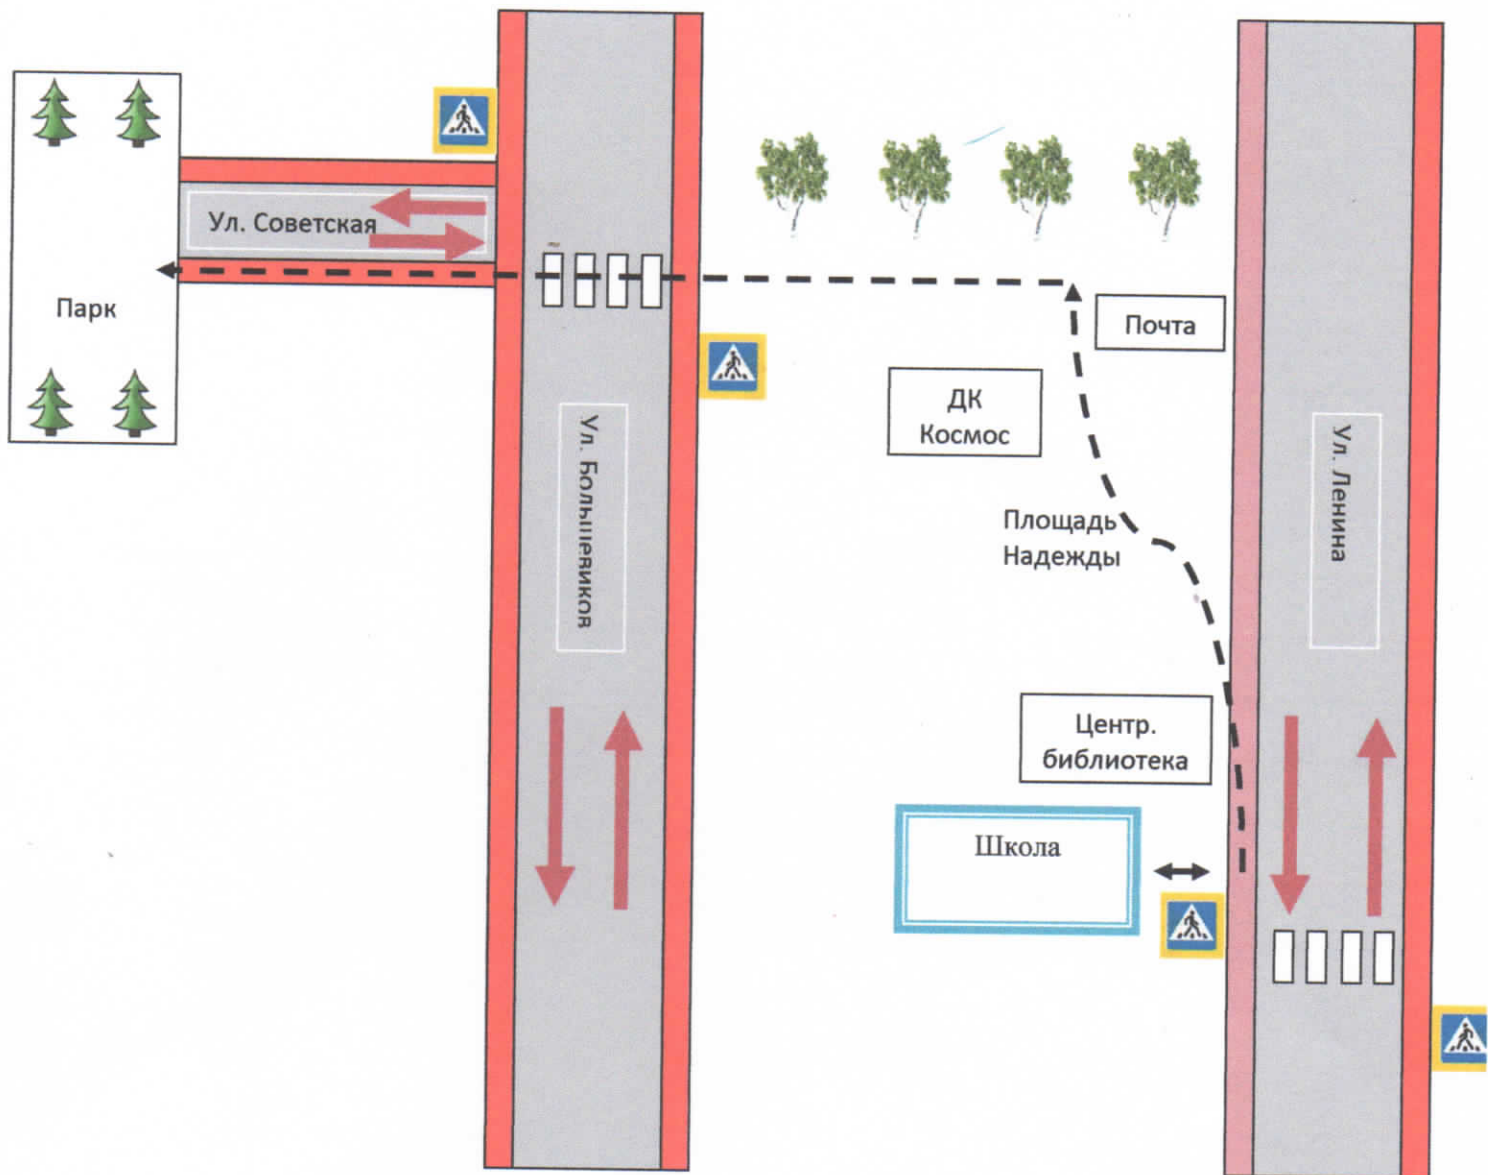 Ул. Советская
Парк
Почта
ДК
Космос
Ул. Большевиков
Ул. Ленина
Площадь
Надежды
Центр.
библиотека
Школа